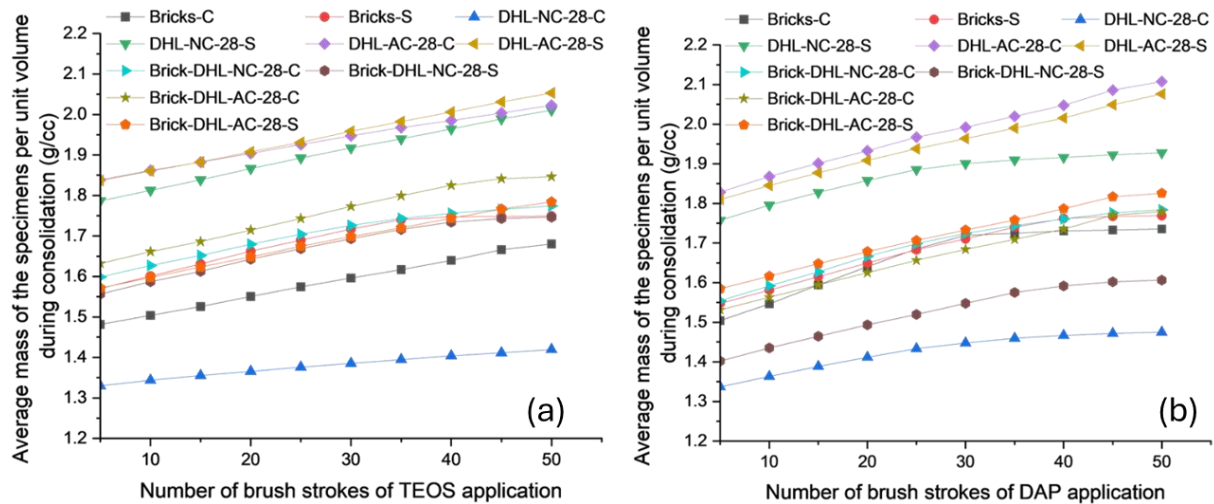 Average mass of the specimens per unit volume
during consolidation (g/cc)
2.2
2.1
2.0
1.9
1.8
1.7
1.6
1.5
1.4
1.3
1.2
Bricks-C Bricks-S DHL-NC-28-C
DHL-NC-28-S DHL-AC-28-C DHL-AC-28-S
Brick-DHL-NC-28-C Brick-DHL-NC-28-S
Brick-DHL-AC-28-C
Brick-DHL-AC-28-S
(a)
10 20 30 40 50
Number of brush strokes of TEOS application
Average mass of the specimens per unit volume
during consolidation (g/cc)
2.2
2.1
2.0
1.9
1.8
1.7
1.6
1.5
1.4
1.3
1.2
Bricks-C Bricks-S DHL-NC-28-C
DHL-NC-28-S DHL-AC-28-C DHL-AC-28-S
Brick-DHL-NC-28-C Brick-DHL-NC-28-S
Brick-DHL-AC-28-C
Brick-DHL-AC-28-S
(b)
10 20 30 40 50
Number of brush strokes of DAP application